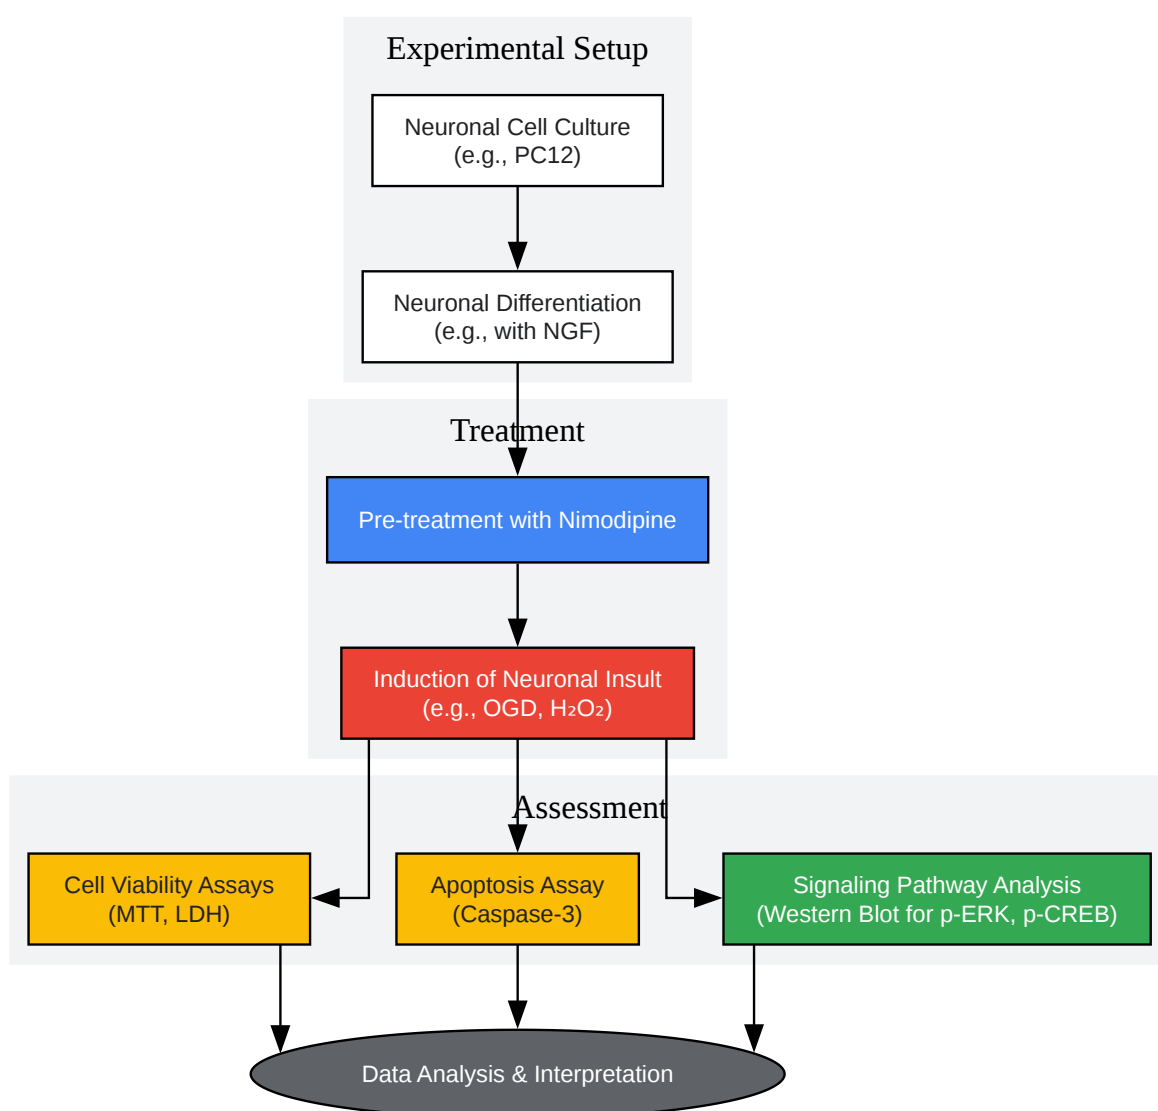 Experimental Setup
Neuronal Cell Culture
(e.g., PC12)
Neuronal Differentiation
(e.g., with NGF)
Treatment
Pre-treatment with Nimodipine
Induction of Neuronal Insult
(e.g., OGD, H₂O₂)
Assessment
Cell Viability Assays
(MTT, LDH)
Apoptosis Assay
(Caspase-3)
Signaling Pathway Analysis
(Western Blot for p-ERK, p-CREB)
Data Analysis & Interpretation